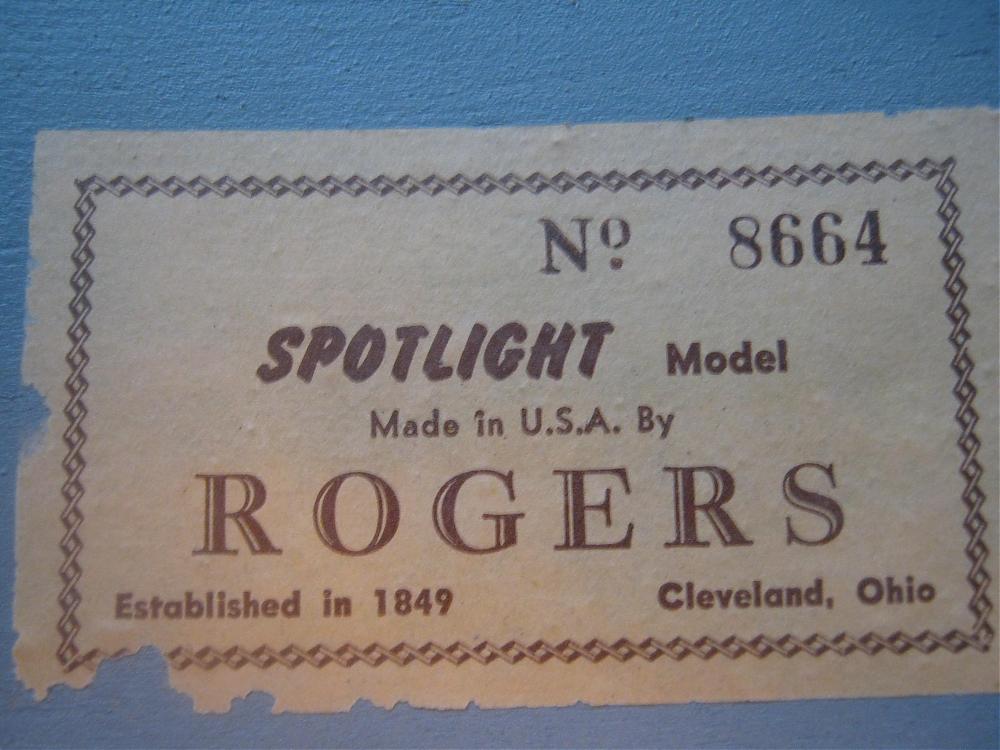 Nº 8664
SPOTLIGHT Model
Made in U.S.A. By
ROGERS
Established in 1849 Cleveland, Ohio